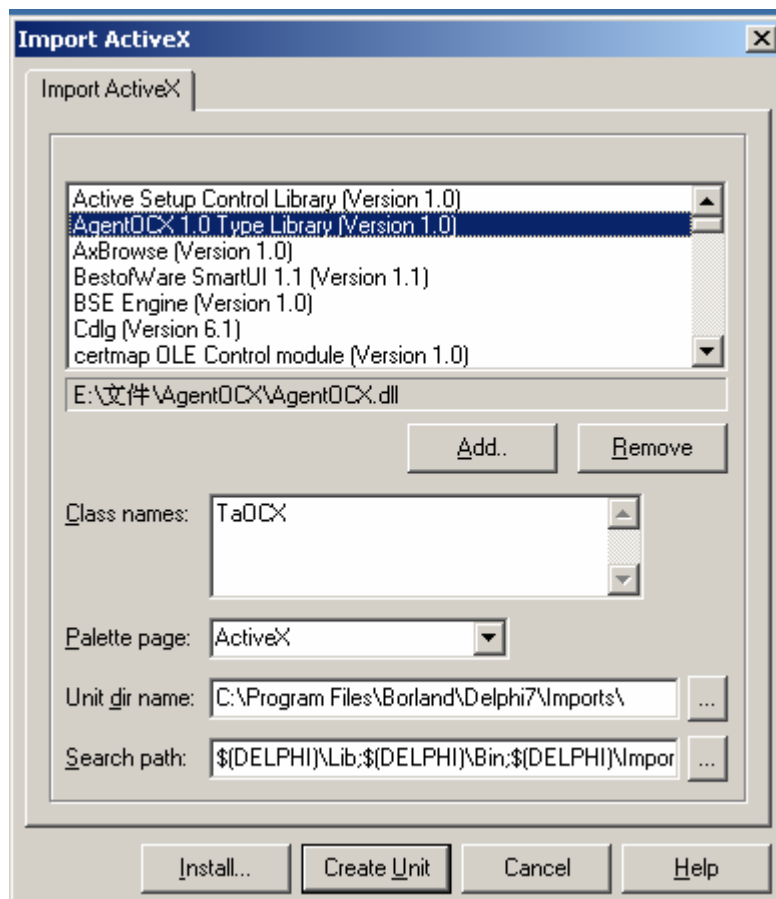 Import ActiveX
Import ActiveX
Active Setup Control Library (Version 1.0)
AgentOCX 1.0 Type Library (Version 1.0)
AxBrowse (Version 1.0)
BestofWare SmartUI 1.1 (Version 1.1)
BSE Engine (Version 1.0)
Cdlg (Version 6.1)
certmap OLE Control module (Version 1.0)
E:\文件\AgentOCX\AgentOCX.dll
Add.. Remove
Class names: TaOCX
Palette page: ActiveX
Unit dir name: C:\Program Files\Borland\Delphi7\Imports\ ...
Search path: $(DELPHI)\Lib;$(DELPHI)\Bin;$(DELPHI)\Impor ...
Install... Create Unit Cancel Help